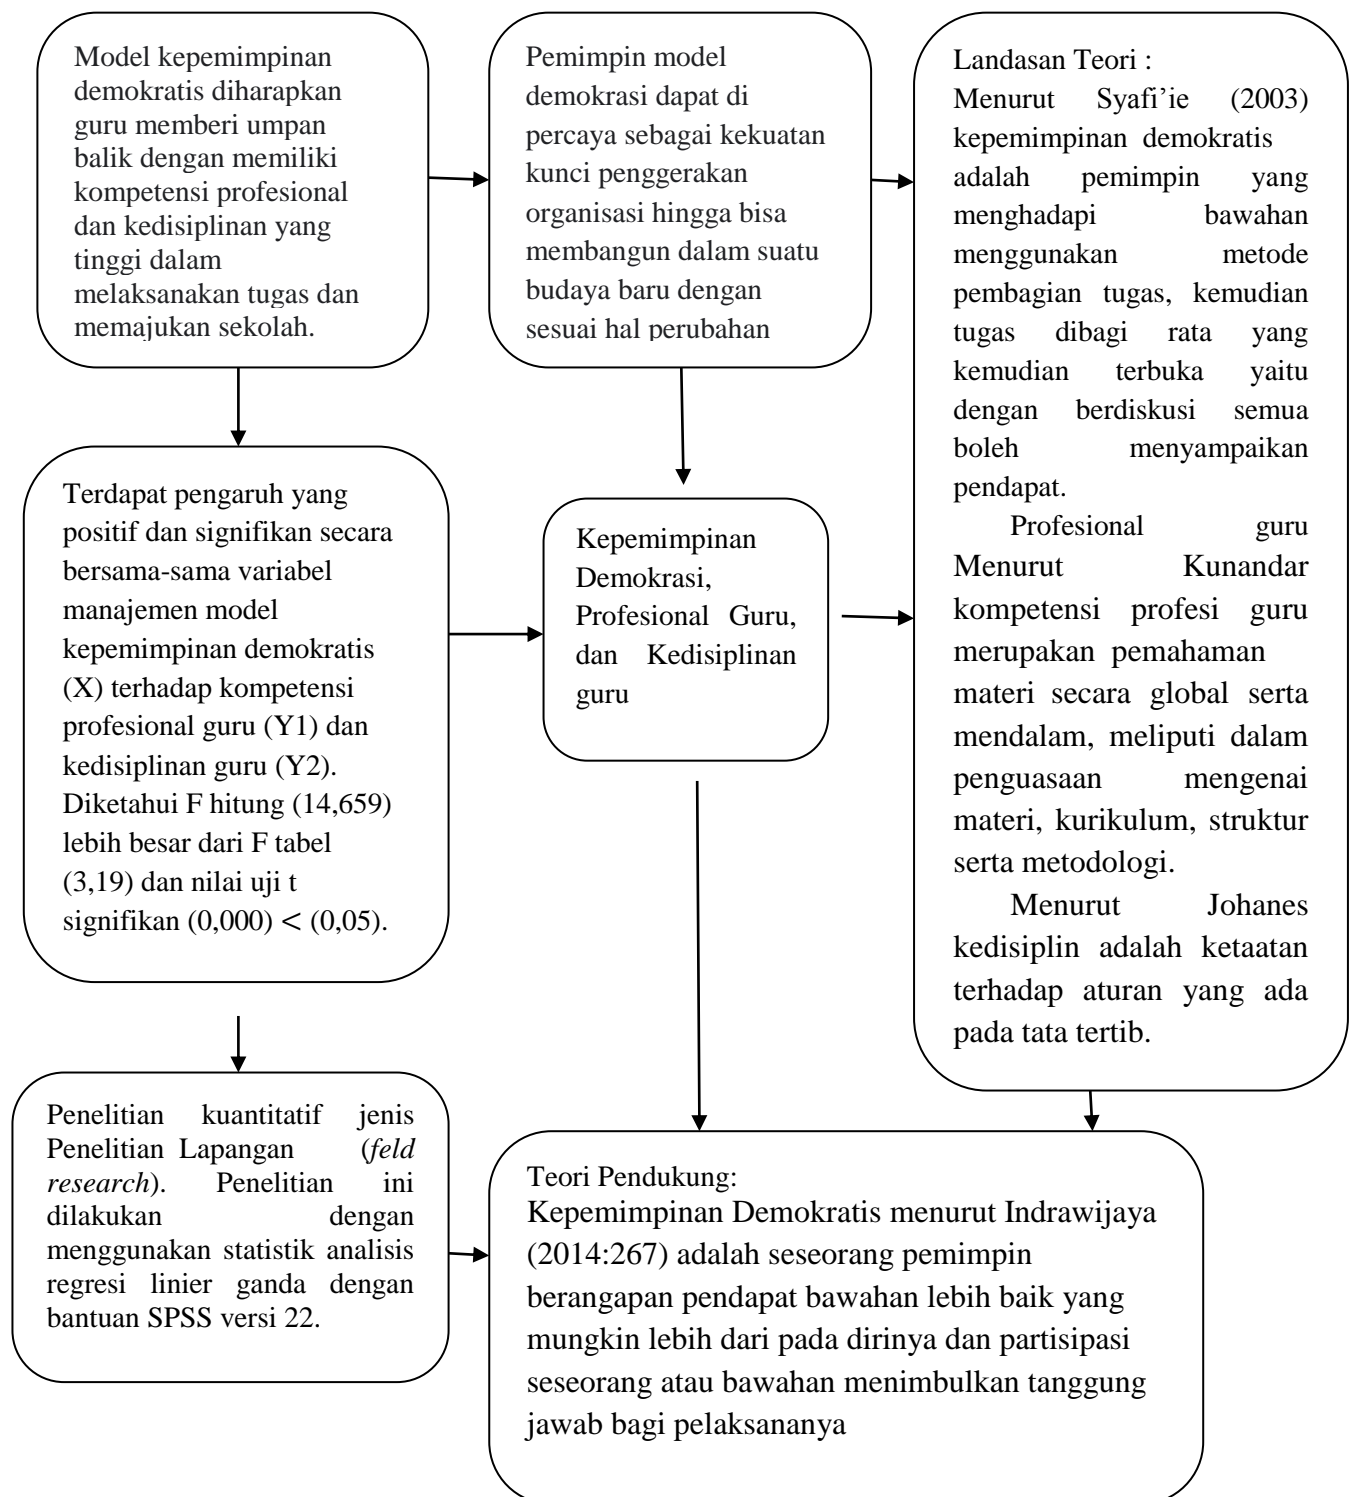 Model kepemimpinan
demokratis diharapkan
guru memberi umpan
balik dengan memiliki
kompetensi profesional
dan kedisiplinan yang
tinggi dalam
melaksanakan tugas dan
memajukan sekolah.
Pemimpin model
demokrasi dapat di
percaya sebagai kekuatan
kunci penggerakan
organisasi hingga bisa
membangun dalam suatu
budaya baru dengan
sesuai hal perubahan
Landasan Teori :
Menurut Syafi’ie (2003)
kepemimpinan demokratis
adalah pemimpin yang
menghadapi bawahan
menggunakan metode
pembagian tugas, kemudian
tugas dibagi rata yang
kemudian terbuka yaitu
dengan berdiskusi semua
boleh menyampaikan
pendapat.
Profesional guru
Menurut Kunandar
kompetensi profesi guru
merupakan pemahaman
materi secara global serta
mendalam, meliputi dalam
penguasaan mengenai
materi, kurikulum, struktur
serta metodologi.
Menurut Johanes
kedisiplin adalah ketaatan
terhadap aturan yang ada
pada tata tertib.
Terdapat pengaruh yang
positif dan signifikan secara
bersama-sama variabel
manajemen model
kepemimpinan demokratis
(X) terhadap kompetensi
profesional guru (Y1) dan
kedisiplinan guru (Y2).
Diketahui F hitung (14,659)
lebih besar dari F tabel
(3,19) dan nilai uji t
signifikan (0,000) < (0,05).
Kepemimpinan
Demokrasi,
Profesional Guru,
dan Kedisiplinan
guru
Penelitian kuantitatif jenis
Penelitian Lapangan (feld
research). Penelitian ini
dilakukan dengan
menggunakan statistik analisis
regresi linier ganda dengan
bantuan SPSS versi 22.
Teori Pendukung:
Kepemimpinan Demokratis menurut Indrawijaya
(2014:267) adalah seseorang pemimpin
berangapan pendapat bawahan lebih baik yang
mungkin lebih dari pada dirinya dan partisipasi
seseorang atau bawahan menimbulkan tanggung
jawab bagi pelaksananya